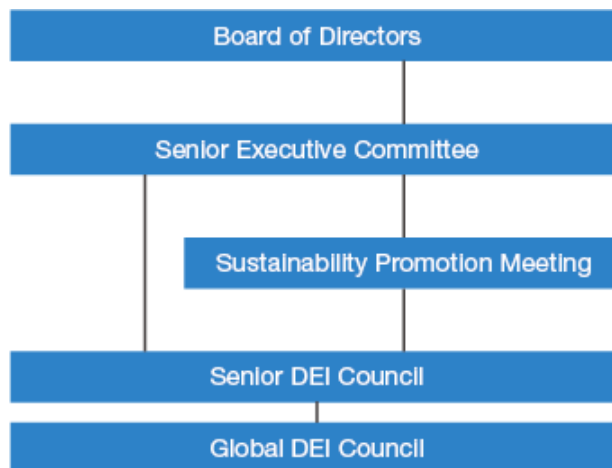 Board of Directors
Senior Executive Committee
Sustainability Promotion Meeting
Senior DEI Council
Global DEI Council